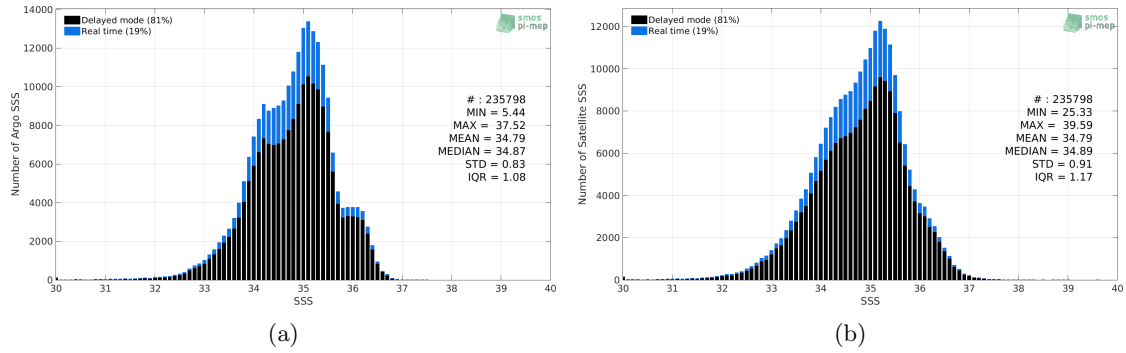 Delayed mode (81%)
Real time (19%)
smos
pi-mep
14000
12000
10000
8000
6000
4000
2000
0
Number of Argo SSS
# : 235798
MIN = 5.44
MAX = 37.52
MEAN = 34.79
MEDIAN = 34.87
STD = 0.83
IQR = 1.08
30 31 32 33 34 35 36 37 38 39 40
SSS
(a)
Delayed mode (81%)
Real time (19%)
smos
pi-mep
12000
10000
8000
6000
4000
2000
0
Number of Satellite SSS
# : 235798
MIN = 25.33
MAX = 39.59
MEAN = 34.79
MEDIAN = 34.89
STD = 0.91
IQR = 1.17
30 31 32 33 34 35 36 37 38 39 40
SSS
(b)